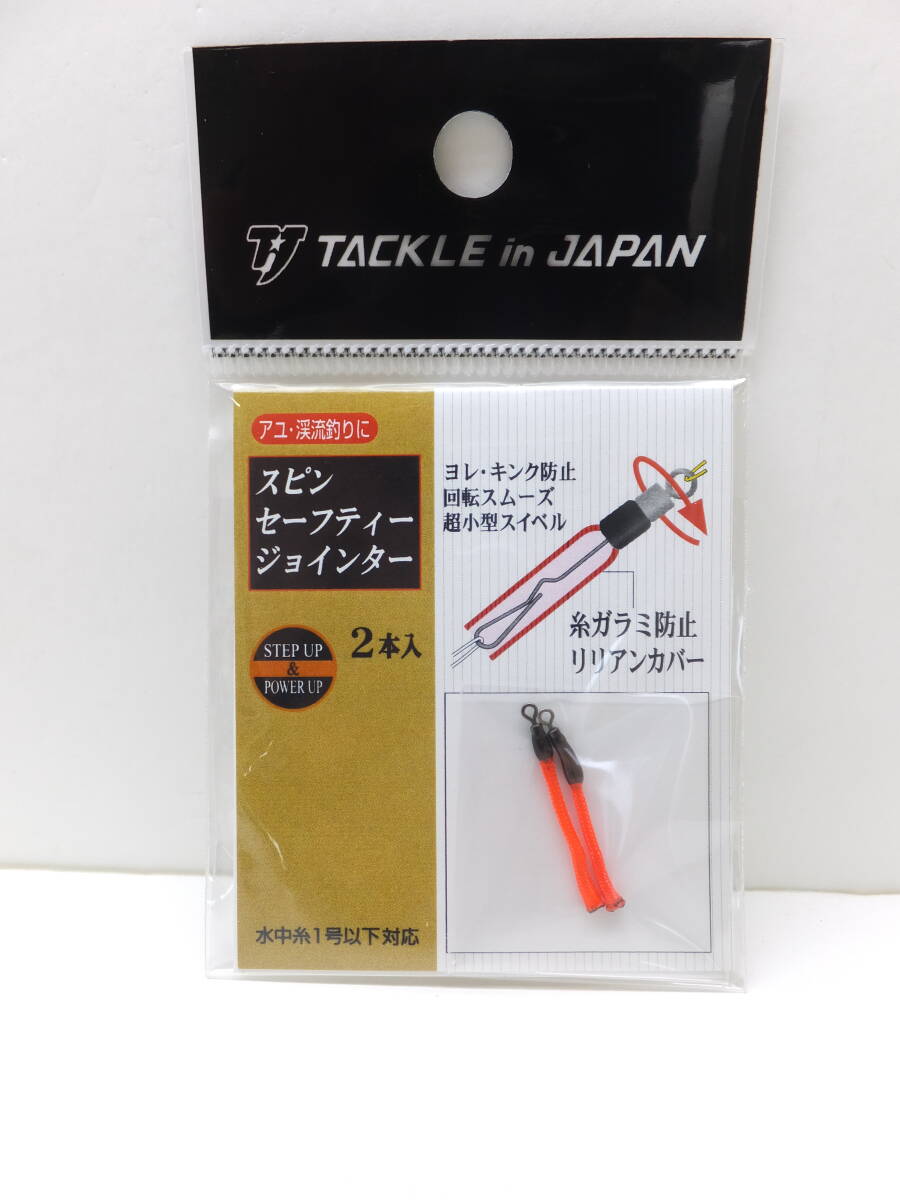 TACKLE in JAPAN
アユ・渓流釣りに
スピン
セーフティー
ジョインター
STEP UP
&
POWER UP
2本入
水中糸1号以下対応
ヨレ・キンク防止
回転スムーズ
超小型スイベル
糸ガラミ防止
リリアンカバー